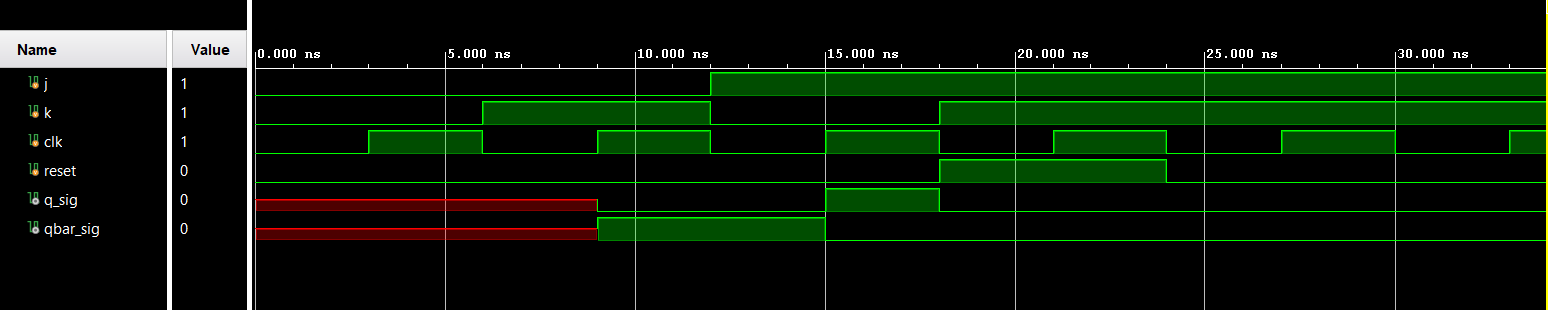 Name Value
0.000 ns 5.000 ns 10.000 ns 15.000 ns 20.000 ns 25.000 ns 30.000 ns
j 1
k 1
clk 1
reset 0
q_sig 0
qbar_sig 0